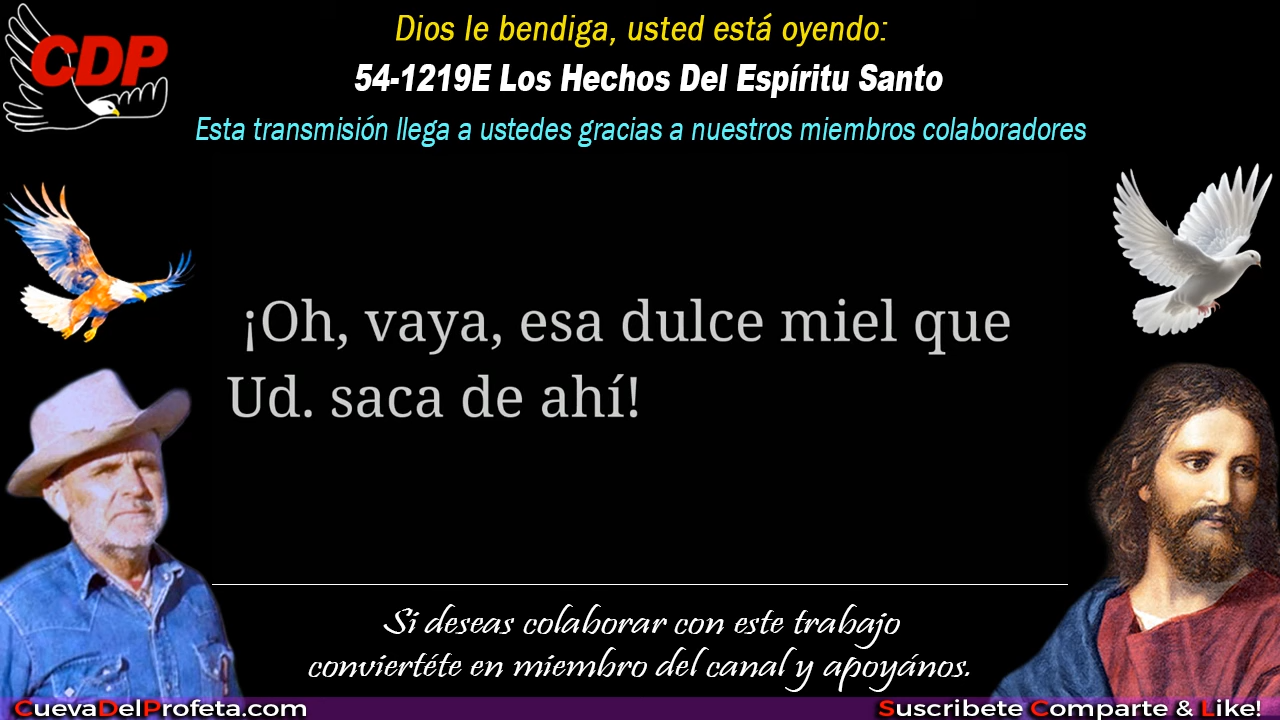 CDP
Dios le bendiga, usted está oyendo:
54-1219E Los Hechos Del Espíritu Santo
Esta transmisión llega a ustedes gracias a nuestros miembros colaboradores
¡Oh, vaya, esa dulce miel que
Ud. saca de ahí!
Si deseas colaborar con este trabajo
conviertéte en miembro del canal y apoyános.
CuevaDelProfeta.com
Suscribete Comparte & Like!